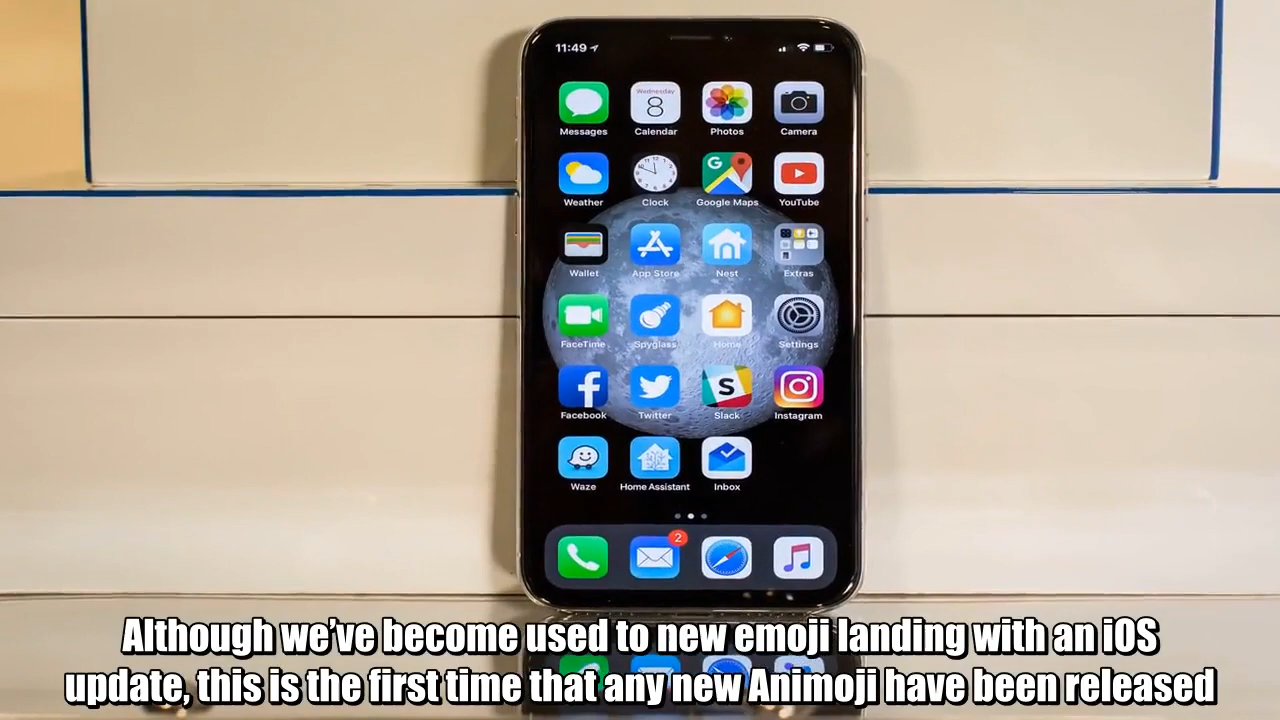 11:49
Wednesday
8
Messages Calendar Photos Camera
Weather Clock Google Maps YouTube
Wallet App Store Nest Extras
FaceTime Spyglass Home Settings
Facebook Twitter Slack Instagram
Waze Home Assistant Inbox
2
Although we've become used to new emoji landing with an iOS
update, this is the first time that any new Animoji have been released